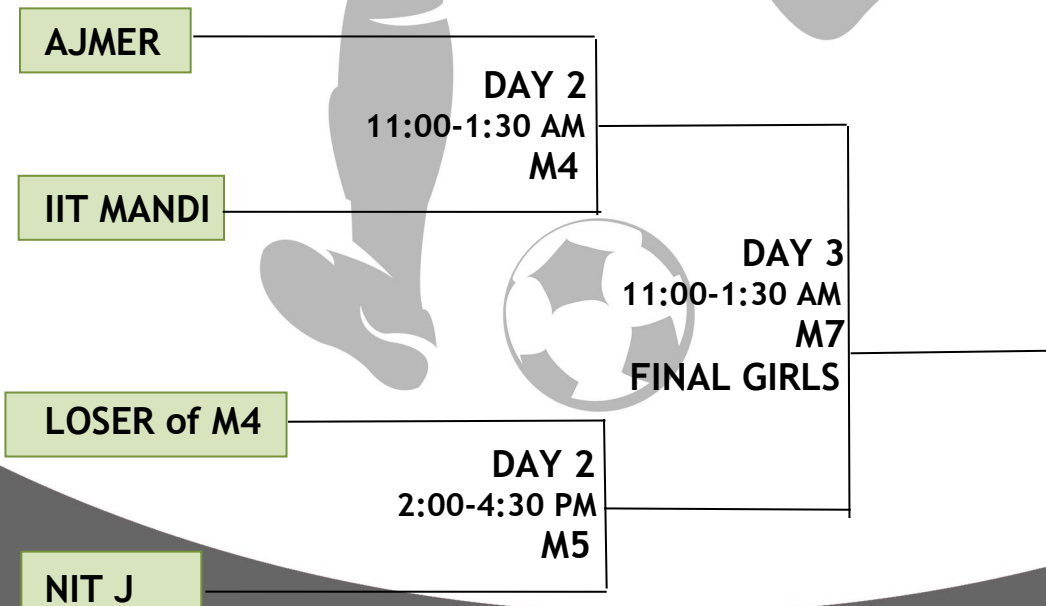 AJMER
DAY 2
11:00-1:30 AM
M4
IIT MANDI
DAY 3
11:00-1:30 AM
M7
FINAL GIRLS
LOSER of M4
DAY 2
2:00-4:30 PM
M5
NIT J